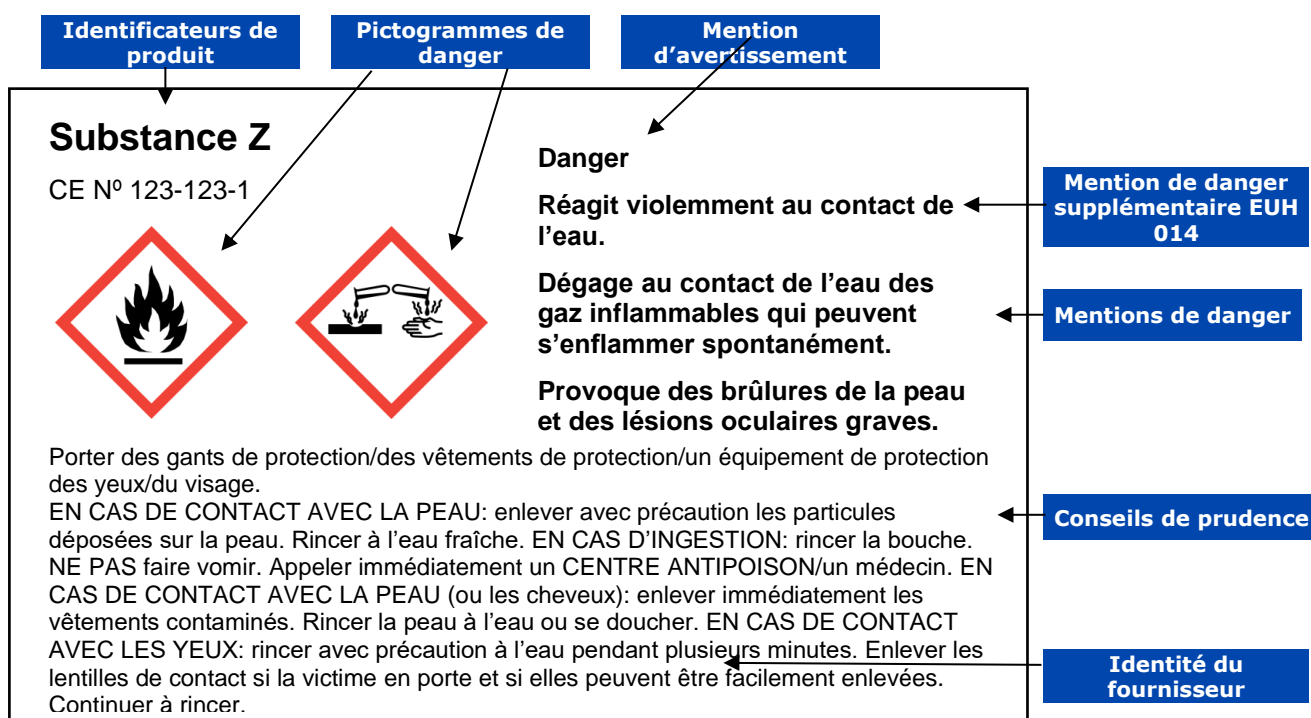 Identificateurs de
produit
Pictogrammes de
danger
Mention
d’avertissement
Substance Z
CE Nº 123-123-1
Danger
Réagit violemment au contact de
l’eau.
Dégage au contact de l’eau des
gaz inflammables qui peuvent
s’enflammer spontanément.
Provoque des brûlures de la peau
et des lésions oculaires graves.
Mention de danger
supplémentaire EUH
014
Mentions de danger
Porter des gants de protection/des vêtements de protection/un équipement de protection
des yeux/du visage.
EN CAS DE CONTACT AVEC LA PEAU: enlever avec précaution les particules
déposées sur la peau. Rincer à l’eau fraîche. EN CAS D’INGESTION: rincer la bouche.
NE PAS faire vomir. Appeler immédiatement un CENTRE ANTIPOISON/un médecin. EN
CAS DE CONTACT AVEC LA PEAU (ou les cheveux): enlever immédiatement les
vêtements contaminés. Rincer la peau à l’eau ou se doucher. EN CAS DE CONTACT
AVEC LES YEUX: rincer avec précaution à l’eau pendant plusieurs minutes. Enlever les
lentilles de contact si la victime en porte et si elles peuvent être facilement enlevées.
Continuer à rincer.
Conseils de prudence
Identité du
fournisseur